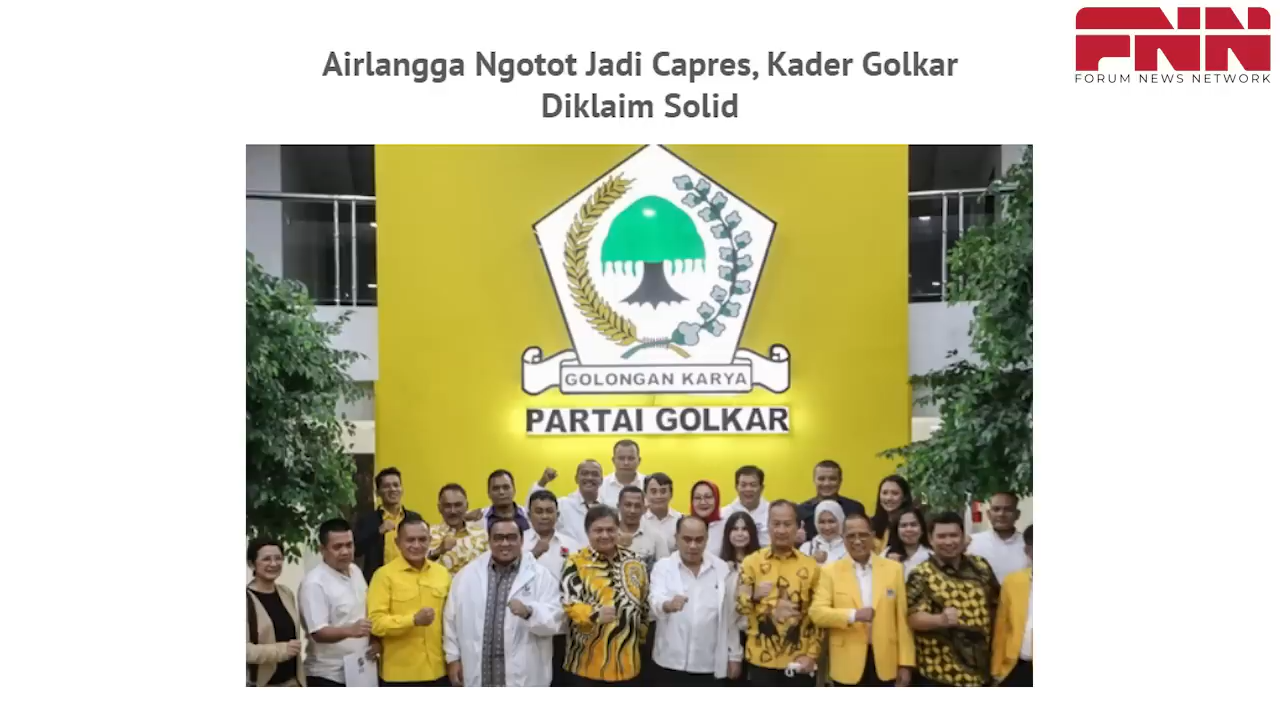 Airlangga Ngotot Jadi Capres, Kader Golkar
Diklaim Solid
FNN
FORUM NEWS NETWORK
GOLONGAN KARYA
PARTAI GOLKAR